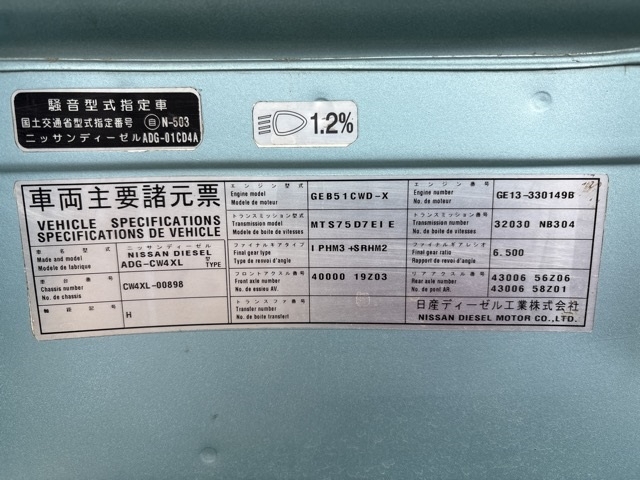 騒音型式指定車
国土交通省型式指定番号 自 N-503
ニッサンディーゼルADG-01CD4A
1.2%
車両主要諸元票
VEHICLE SPECIFICATIONS
SPECIFICATIONS DE VEHICLE
ニッサンディーゼル
Made and model
Modele de fabrique
NISSAN DIESEL
ADG-CW4XL
型
TYPE
車台番号
Chassis number
No. de chassis
CW4XL-00898
H
エンジン型式
Engine model
Modele de moteur
GEB51CWD-X
トランスミッション型式
Transmission model
Modele de boite de vitesses
MTS75D7EIE
ファイナルギアタイプ
Final gear type
Type de renvoi d'angle
IPHM3+SRHM2
フロントアクスル番号
Front axle number
No. de essieu AV.
40000 19Z03
トランスファ番号
Transfer number
No. de boite transfert
エンジン番号
Engine number
No. de moteur
GE13-330149B
トランスミッション番号
Transmission number
No. de boite de vitesses
32030 NB304
ファイナルギアレシオ
Final gear ratio
Rapport de renvoi d'angle
6.500
リアアクスル番号
Rear axle number
No. de pont AR.
43006 56Z06
43006 58Z01
日産ディーゼル工業株式会社
NISSAN DIESEL MOTOR CO., LTD.